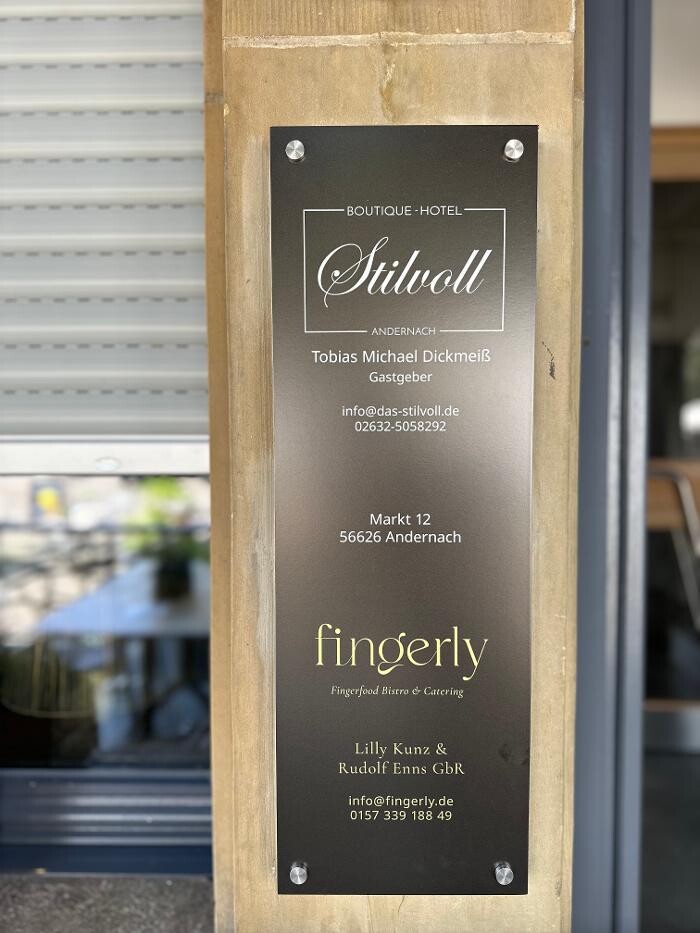 BOUTIQUE - HOTEL
Stilvoll
ANDERNACH
Tobias Michael Dickmeiß
Gastgeber
info@das-stilvoll.de
02632-5058292
Markt 12
56626 Andernach
fingerly
Fingerfood Bistro & Catering
Lilly Kunz &
Rudolf Enns GbR
info@fingerly.de
0157 339 188 49